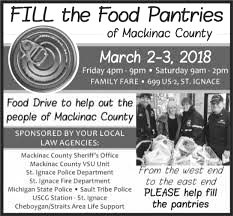 FILL the Food Pantries
of Mackinac County
March 2-3, 2018
Friday 4pm - 9pm • Saturday 9am - 2pm
FAMILY FARE • 699 US-2, ST. IGNACE
Food Drive to help out the
people of Mackinac County
SPONSORED BY YOUR LOCAL
LAW AGENCIES:
Mackinac County Sheriff's Office
Mackinac County VSU Unit
St. Ignace Police Department
St. Ignace Fire Department
Michigan State Police • Sault Tribe Police
USCG Station - St. Ignace
Cheboygan/Straits Area Life Support
From the west end
to the east end
PLEASE help fill
the pantries